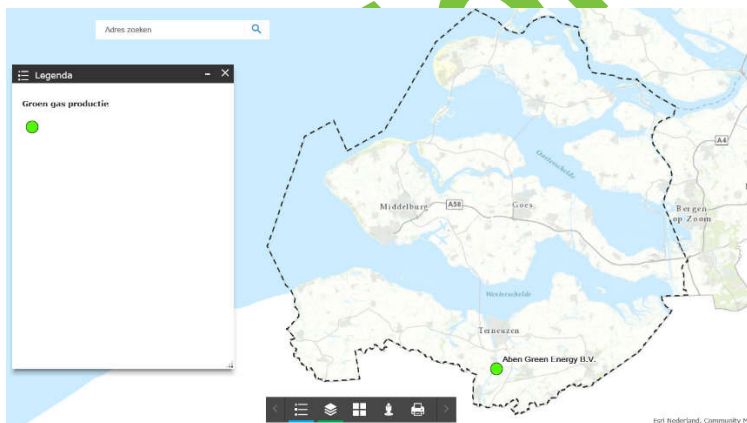 Adres zoeken
Legenda
Groen gas productie
A4
Oosterschelde
Middelburg
A58
Goes
Bergen
op Zoom
Westerschelde
Terneuzen
Aben Green Energy B.V.
Esri Nederland, Community M